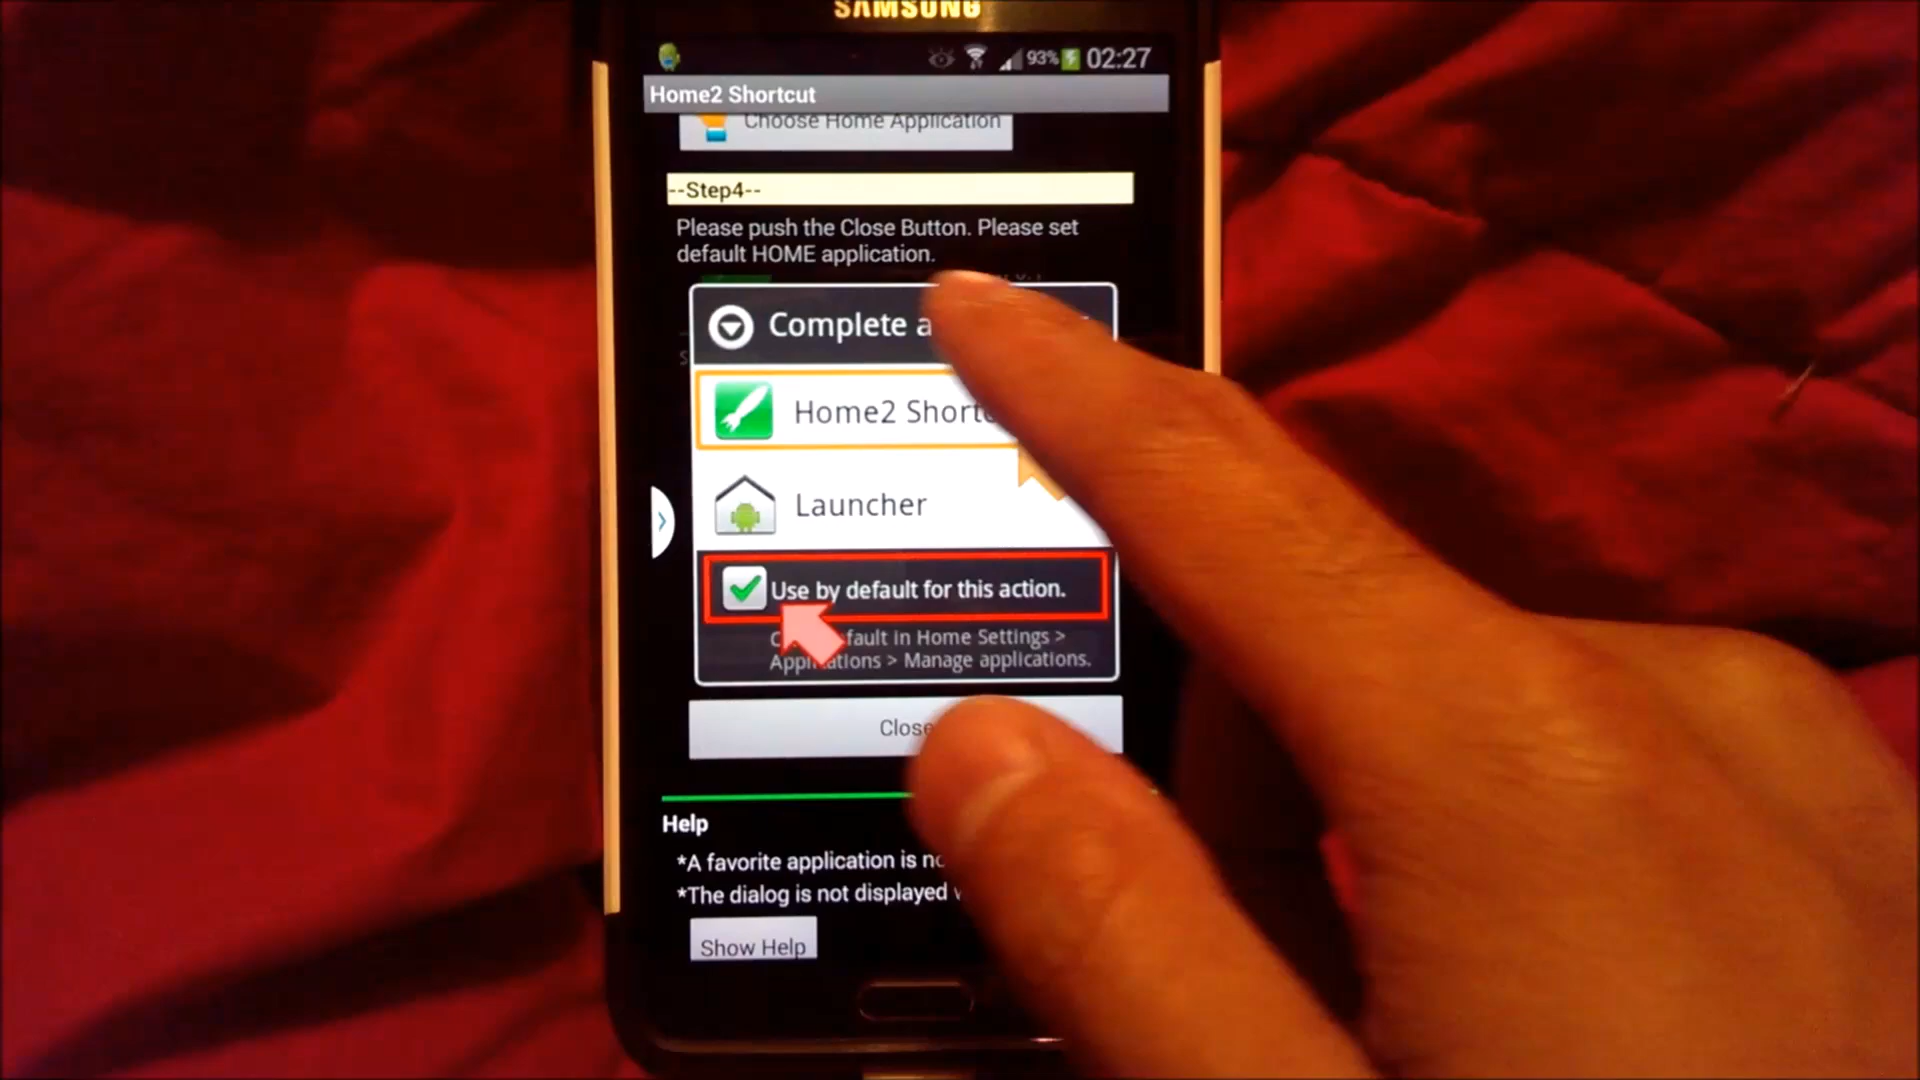 SAMSUNG
93% 02:27
Home2 Shortcut
Choose Home Application
--Step4--
Please push the Close Button. Please set
default HOME application.
Complete a
Home2 Shortc
Launcher
Use by default for this action.
fault in Home Settings >
Applications > Manage applications.
Close
Help
*A favorite application is no
*The dialog is not displayed
Show Help